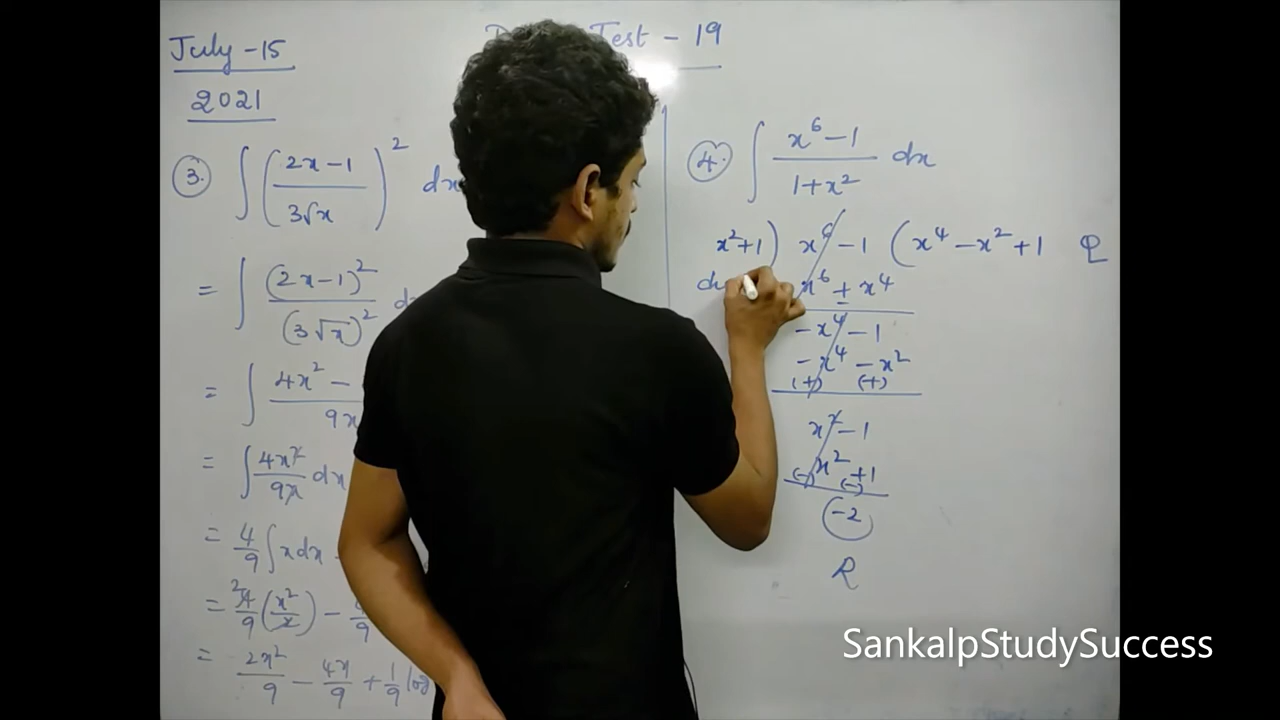 July - 15
2021
Test - 19
3. ∫ ( 2x - 1 / 3√x )² dx
= ∫ (2x - 1)² / (3√x)²
= ∫ 4x² - / 9x
= ∫ 4x² / 9x dx
= 4/9 ∫ x dx
= 2 4/9 ( x²/2 ) -
= 2x²/9 - 4x/9 + 1/9 log
4. ∫ x⁶ - 1 / 1 + x² dx
x² + 1 ) x⁶ - 1 ( x⁴ - x² + 1 Q
x⁶ + x⁴
-
- x⁴ - 1
- x⁴ - x²
(+) (+)
x² - 1
x² + 1
(-) (-)
-2
R
SankalpStudySuccess